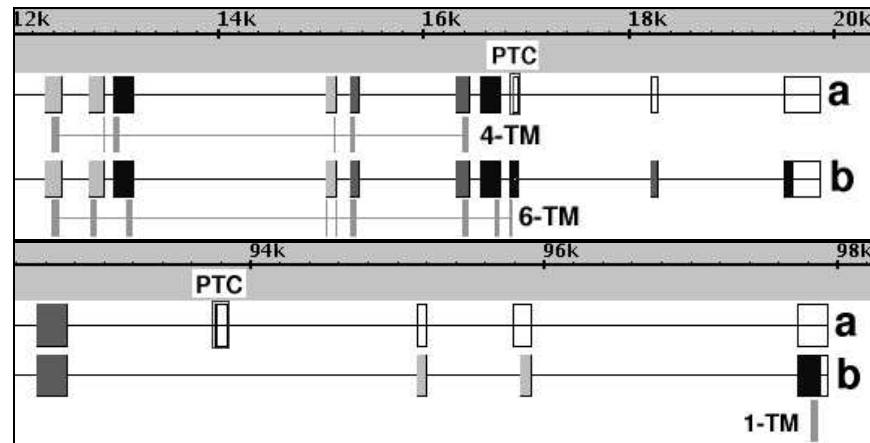 12k 14k 16k 18k 20k
PTC
a
4-TM
b
6-TM
94k 96k 98k
PTC
a
b
1-TM